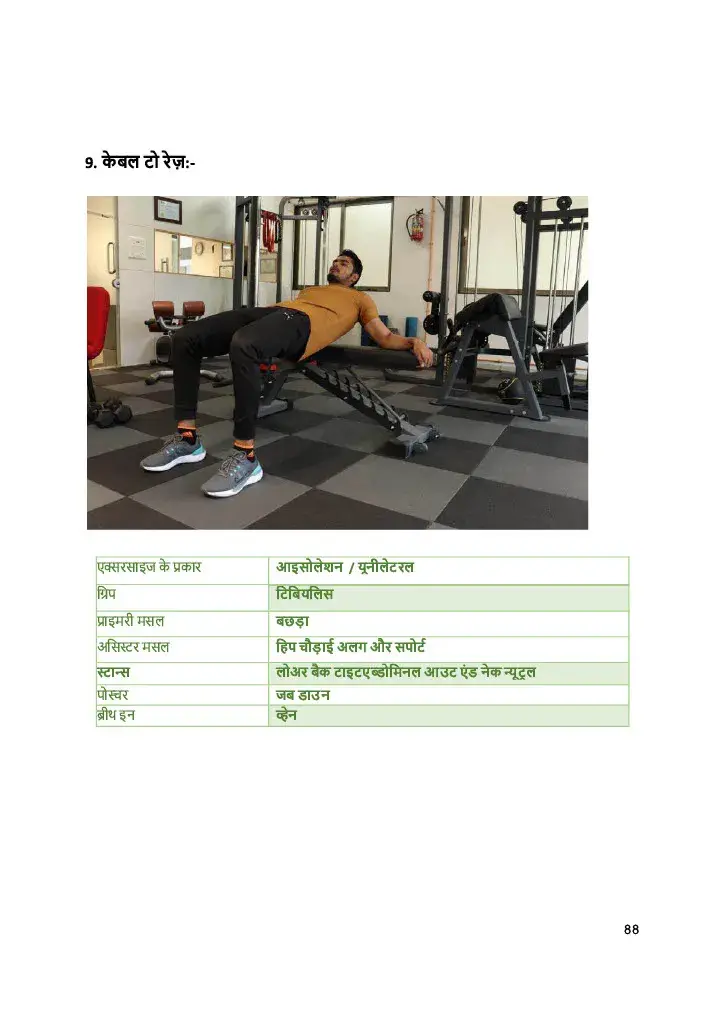 9. केबल टो रेज़:-
एक्सरसाइज के प्रकार आइसोलेशन / यूनीलेटरल
ग्रिप टिबियलिस
प्राइमरी मसल बछड़ा
असिस्टर मसल हिप चौड़ाई अलग और सपोर्ट
स्टान्स लोअर बैक टाइटएब्डोमिनल आउट एंड नेक न्यूट्रल
पोस्चर जब डाउन
ब्रीथ इन व्हेन
88